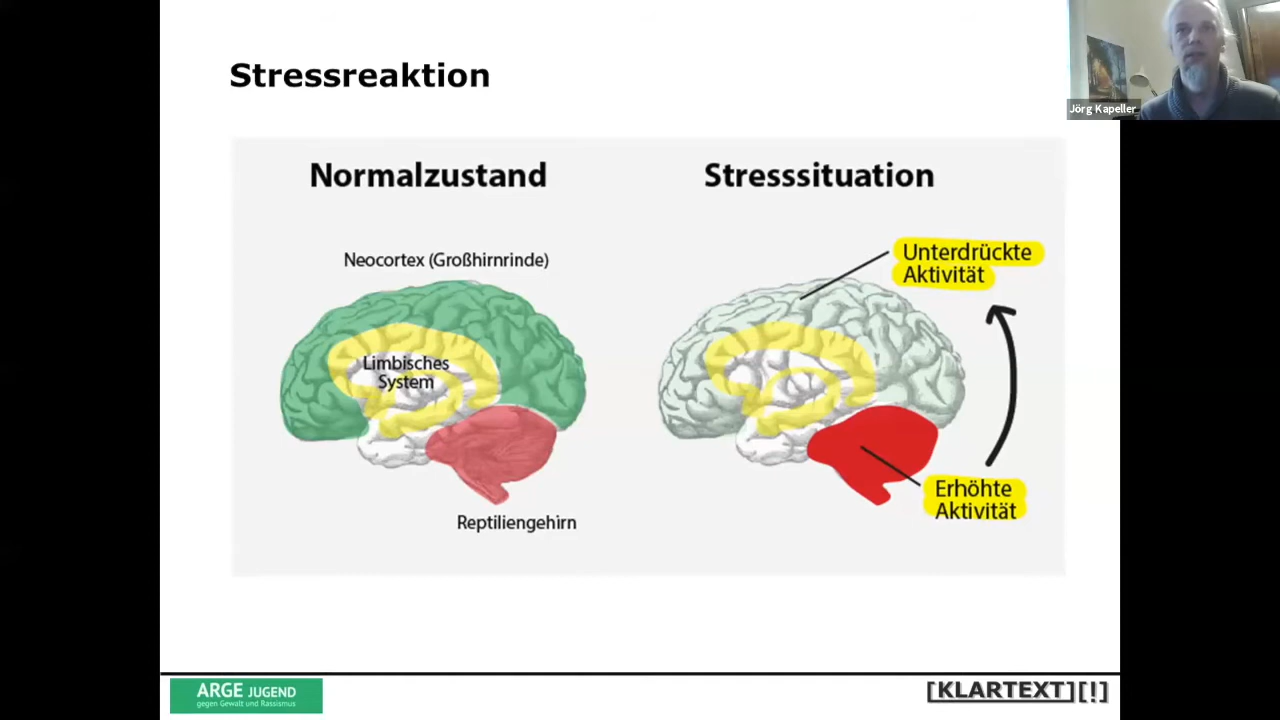 Stressreaktion
Jörg Kapeller
Normalzustand
Stresssituation
Neocortex (Großhirnrinde)
Limbisches
System
Reptiliengehirn
Unterdrückte
Aktivität
Erhöhte
Aktivität
ARGE JUGEND
gegen Gewalt und Rassismus
[KLARTEXT][!]